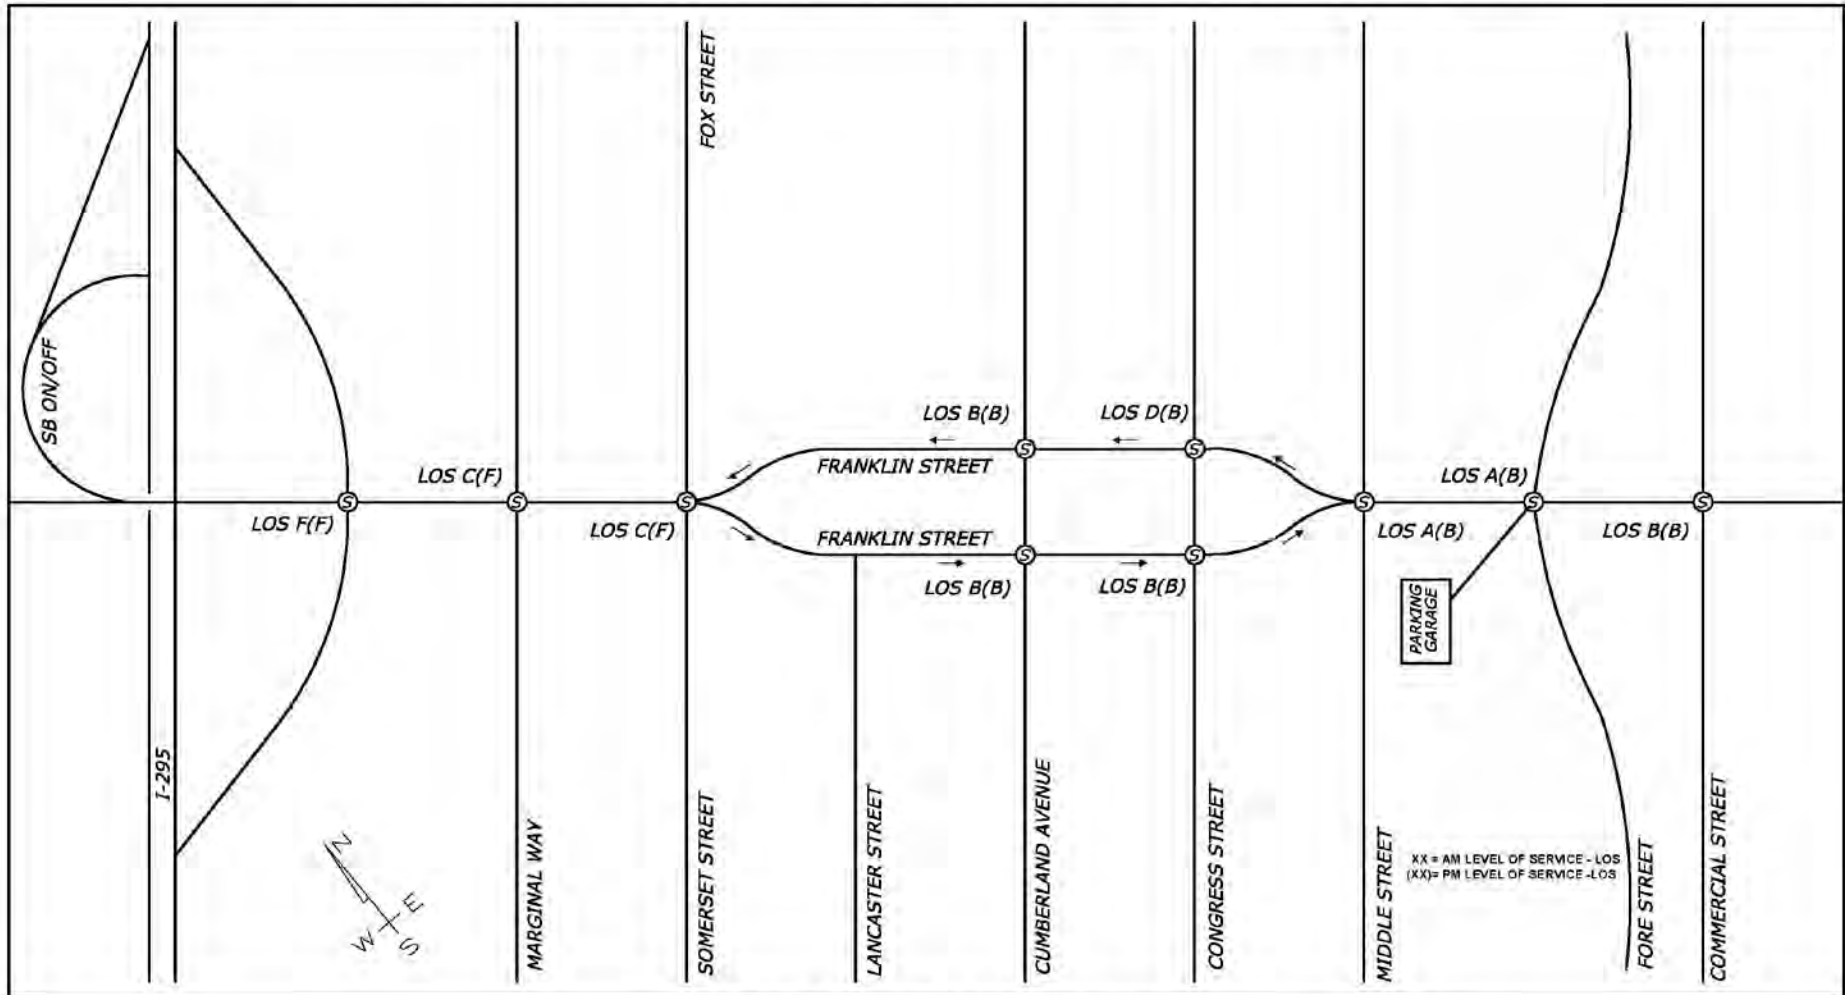 FOX STREET
SB ON/OFF
LOS B(B)
LOS D(B)
FRANKLIN STREET
LOS C(F)
LOS A(B)
S
S
S
S
S
S
S
S
S
S
LOS F(F)
LOS C(F)
FRANKLIN STREET
LOS A(B)
LOS B(B)
LOS B(B)
LOS B(B)
PARKING
GARAGE
I-295
MARGINAL WAY
SOMERSET STREET
LANCASTER STREET
CUMBERLAND AVENUE
CONGRESS STREET
MIDDLE STREET
XX = AM LEVEL OF SERVICE - LOS
(XX)= PM LEVEL OF SERVICE -LOS
FORE STREET
COMMERCIAL STREET
N
E
W
S